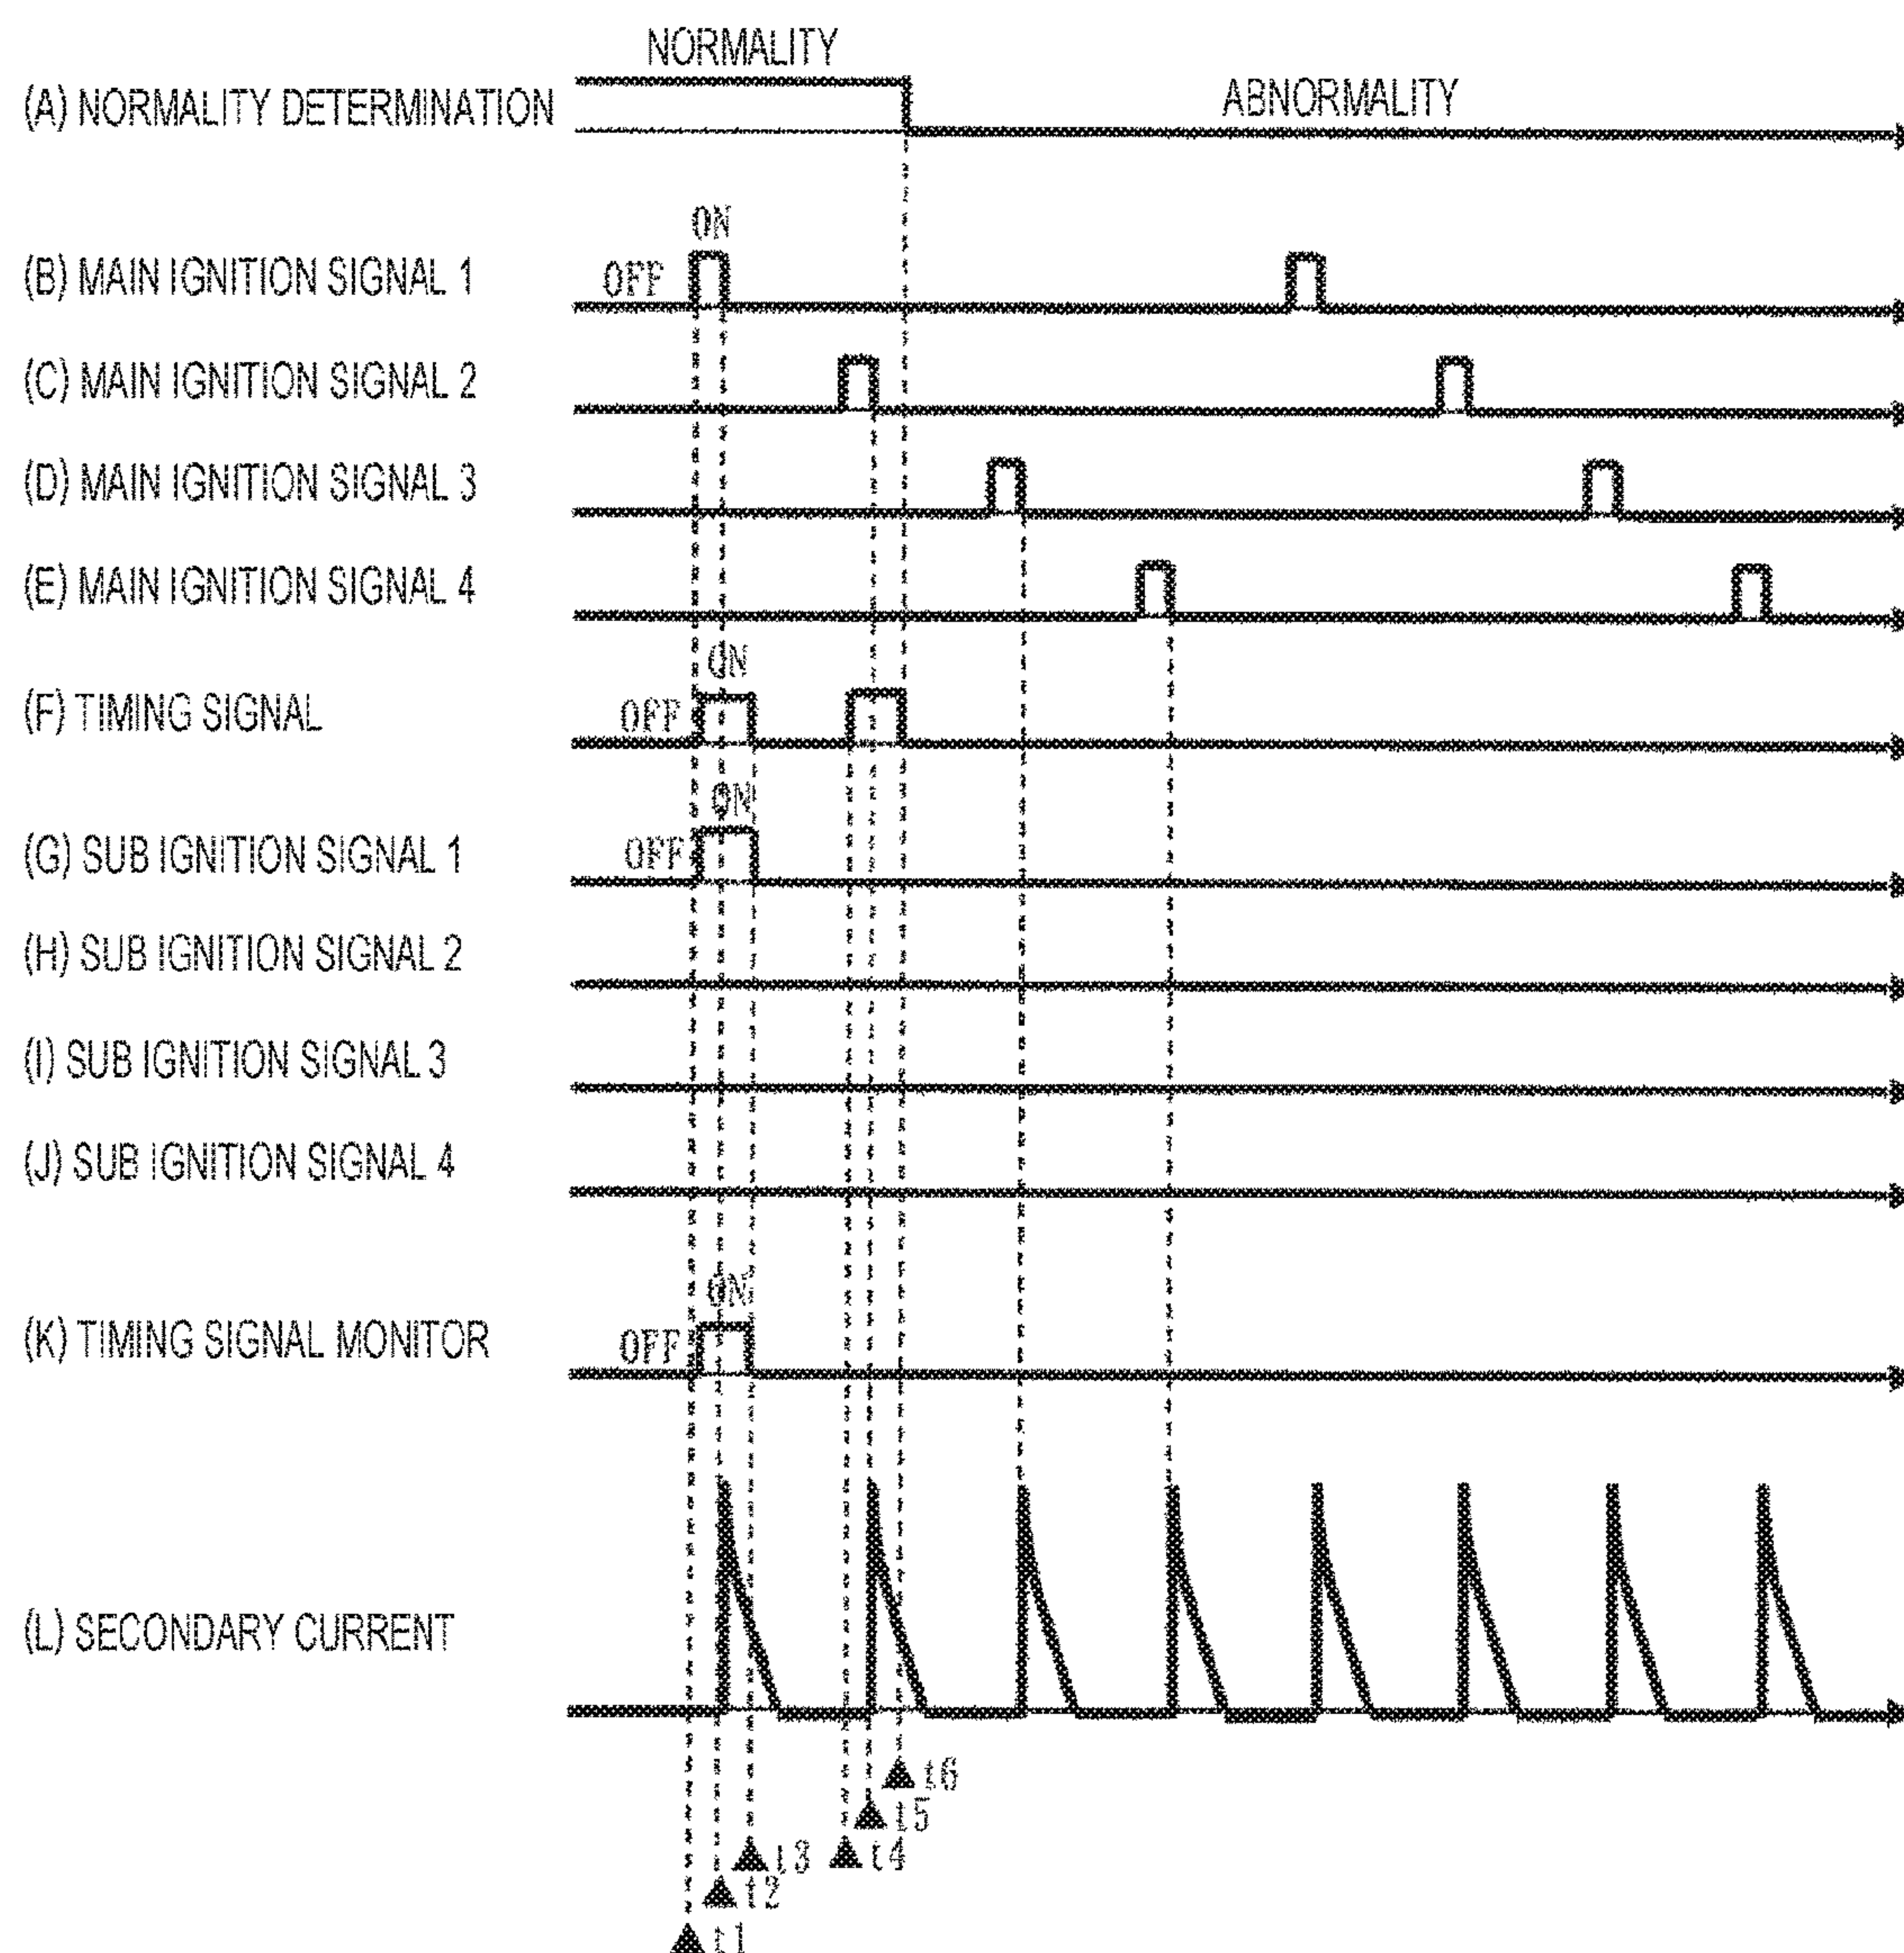 NORMALITY
(A) NORMALITY DETERMINATION
ABNORMALITY
ON
(B) MAIN IGNITION SIGNAL 1
OFF
(C) MAIN IGNITION SIGNAL 2
(D) MAIN IGNITION SIGNAL 3
(E) MAIN IGNITION SIGNAL 4
ON
(F) TIMING SIGNAL
OFF
ON
(G) SUB IGNITION SIGNAL 1
OFF
(H) SUB IGNITION SIGNAL 2
(I) SUB IGNITION SIGNAL 3
(J) SUB IGNITION SIGNAL 4
ON
(K) TIMING SIGNAL MONITOR
OFF
(L) SECONDARY CURRENT
t6
t5
t3
t4
t2
t1